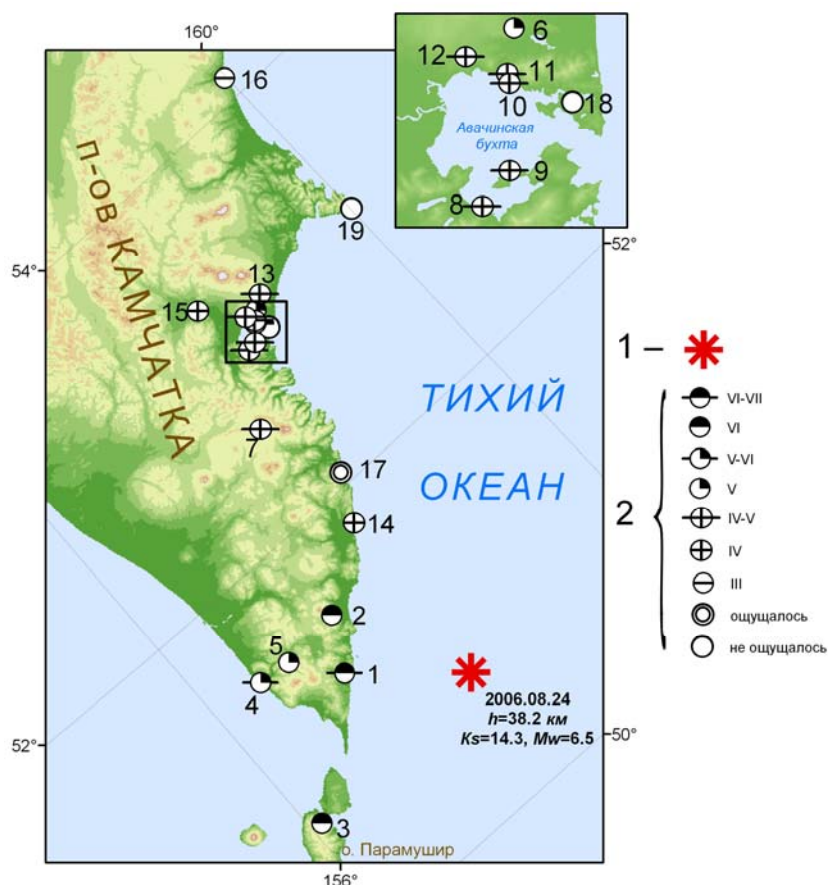 160°
6
12
11
10
18
Авачинская
бухта
9
8
16
19
52°
54°
п-ов КАМЧАТКА
13
15
1 –
ТИХИЙ
ОКЕАН
VI-VII
VI
V-VI
V
IV-V
IV
III
ощущалось
не ощущалось
2
7
17
14
2
5
1
4
2006.08.24
h=38.2 км
Ks=14.3, Mw=6.5
52°
50°
3
о. Парамушир
156°